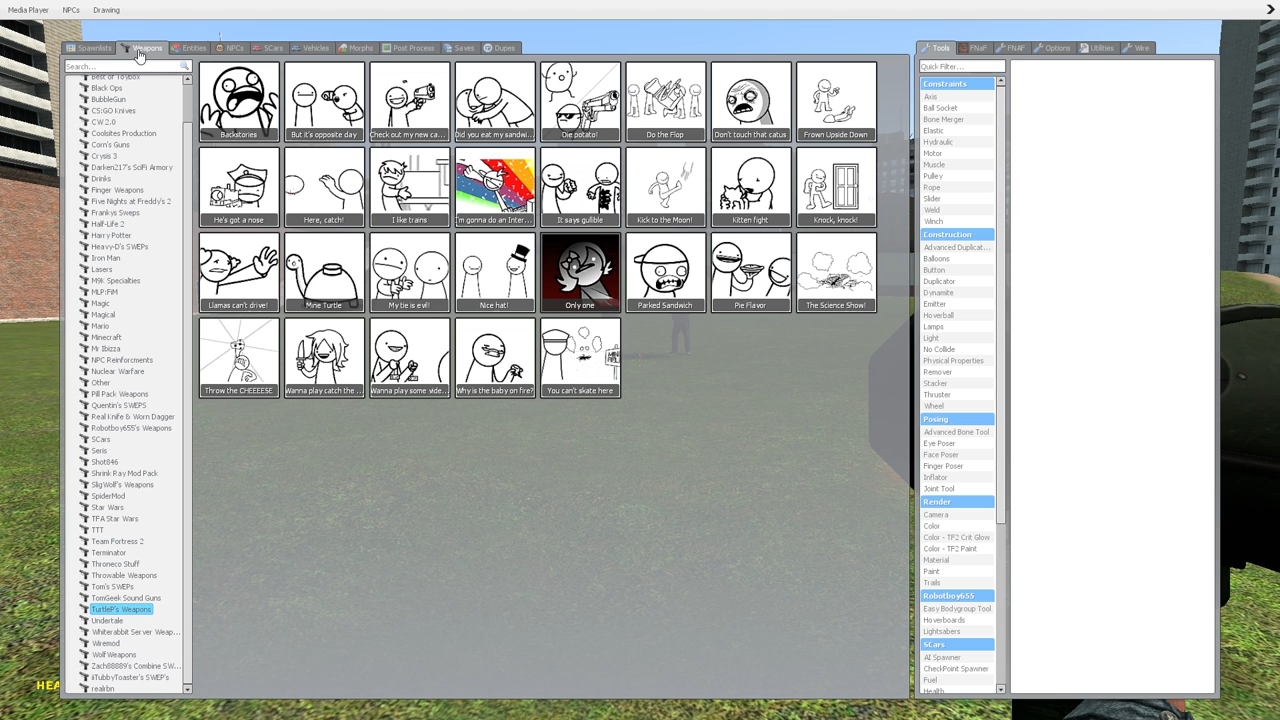 Media Player NPCs Drawing
Spawnlists Weapons Entities NPCs SCars Vehicles Morphs Post Process Saves Dupes
Search...
Best of Toybox
Black Ops
BubbleGun
CS:GO Knives
CW 2.0
Coolsites Production
Corn's Guns
Crysis 3
Darken217's SciFi Armory
Drinks
Finger Weapons
Five Nights at Freddy's 2
Frankys Sweps
Half-Life 2
Harry Potter
Heavy-D's SWEPs
Iron Man
Lasers
M9K Specialties
MLP:FiM
Magic
Magical
Mario
Minecraft
Mr Ibizza
NPC Reinforcments
Nuclear Warfare
Other
Pill Pack Weapons
Quentin's SWEPS
Real Knife & Worn Dagger
Robotboy655's Weapons
SCars
Seris
Shot846
Shrink Ray Mod Pack
SligWolf's Weapons
SpiderMod
Star Wars
TFA Star Wars
TTT
Team Fortress 2
Terminator
Throneco Stuff
Throwable Weapons
Tom's SWEPs
TomGeek Sound Guns
TurtleP's Weapons
Undertale
Whiterabbit Server Weap...
Wiremod
Wolf Weapons
Zach88889's Combine SW...
iiTubbyToaster's SWEP's
realrbn
Backstories But it's opposite day Check out my new ca... Did you eat my sandwi... Die potato! Do the Flop Don't touch that catus Frown Upside Down
He's got a nose Here, catch! I like trains I'm gonna do an Inter... It says gullible Kick to the Moon! Kitten fight Knock, knock!
Llamas can't drive! Mine Turtle My tie is evil! Nice hat! Only one Parked Sandwich Pie Flavor The Science Show!
Throw the CHEEEESE Wanna play catch the ... Wanna play some vide... Why is the baby on fire? You can't skate here
Tools FNaF FNAF Options Utilities Wire
Quick Filter...
Constraints
Axis
Ball Socket
Bone Merger
Elastic
Hydraulic
Motor
Muscle
Pulley
Rope
Slider
Weld
Winch
Construction
Advanced Duplicat...
Balloons
Button
Duplicator
Dynamite
Emitter
Hoverball
Lamps
Light
No Collide
Physical Properties
Remover
Stacker
Thruster
Wheel
Posing
Advanced Bone Tool
Eye Poser
Face Poser
Finger Poser
Inflator
Joint Tool
Render
Camera
Color
Color - TF2 Crit Glow
Color - TF2 Paint
Material
Paint
Trails
Robotboy655
Easy Bodygroup Tool
Hoverboards
Lightsabers
SCars
AI Spawner
CheckPoint Spawner
Fuel
Health
HEA